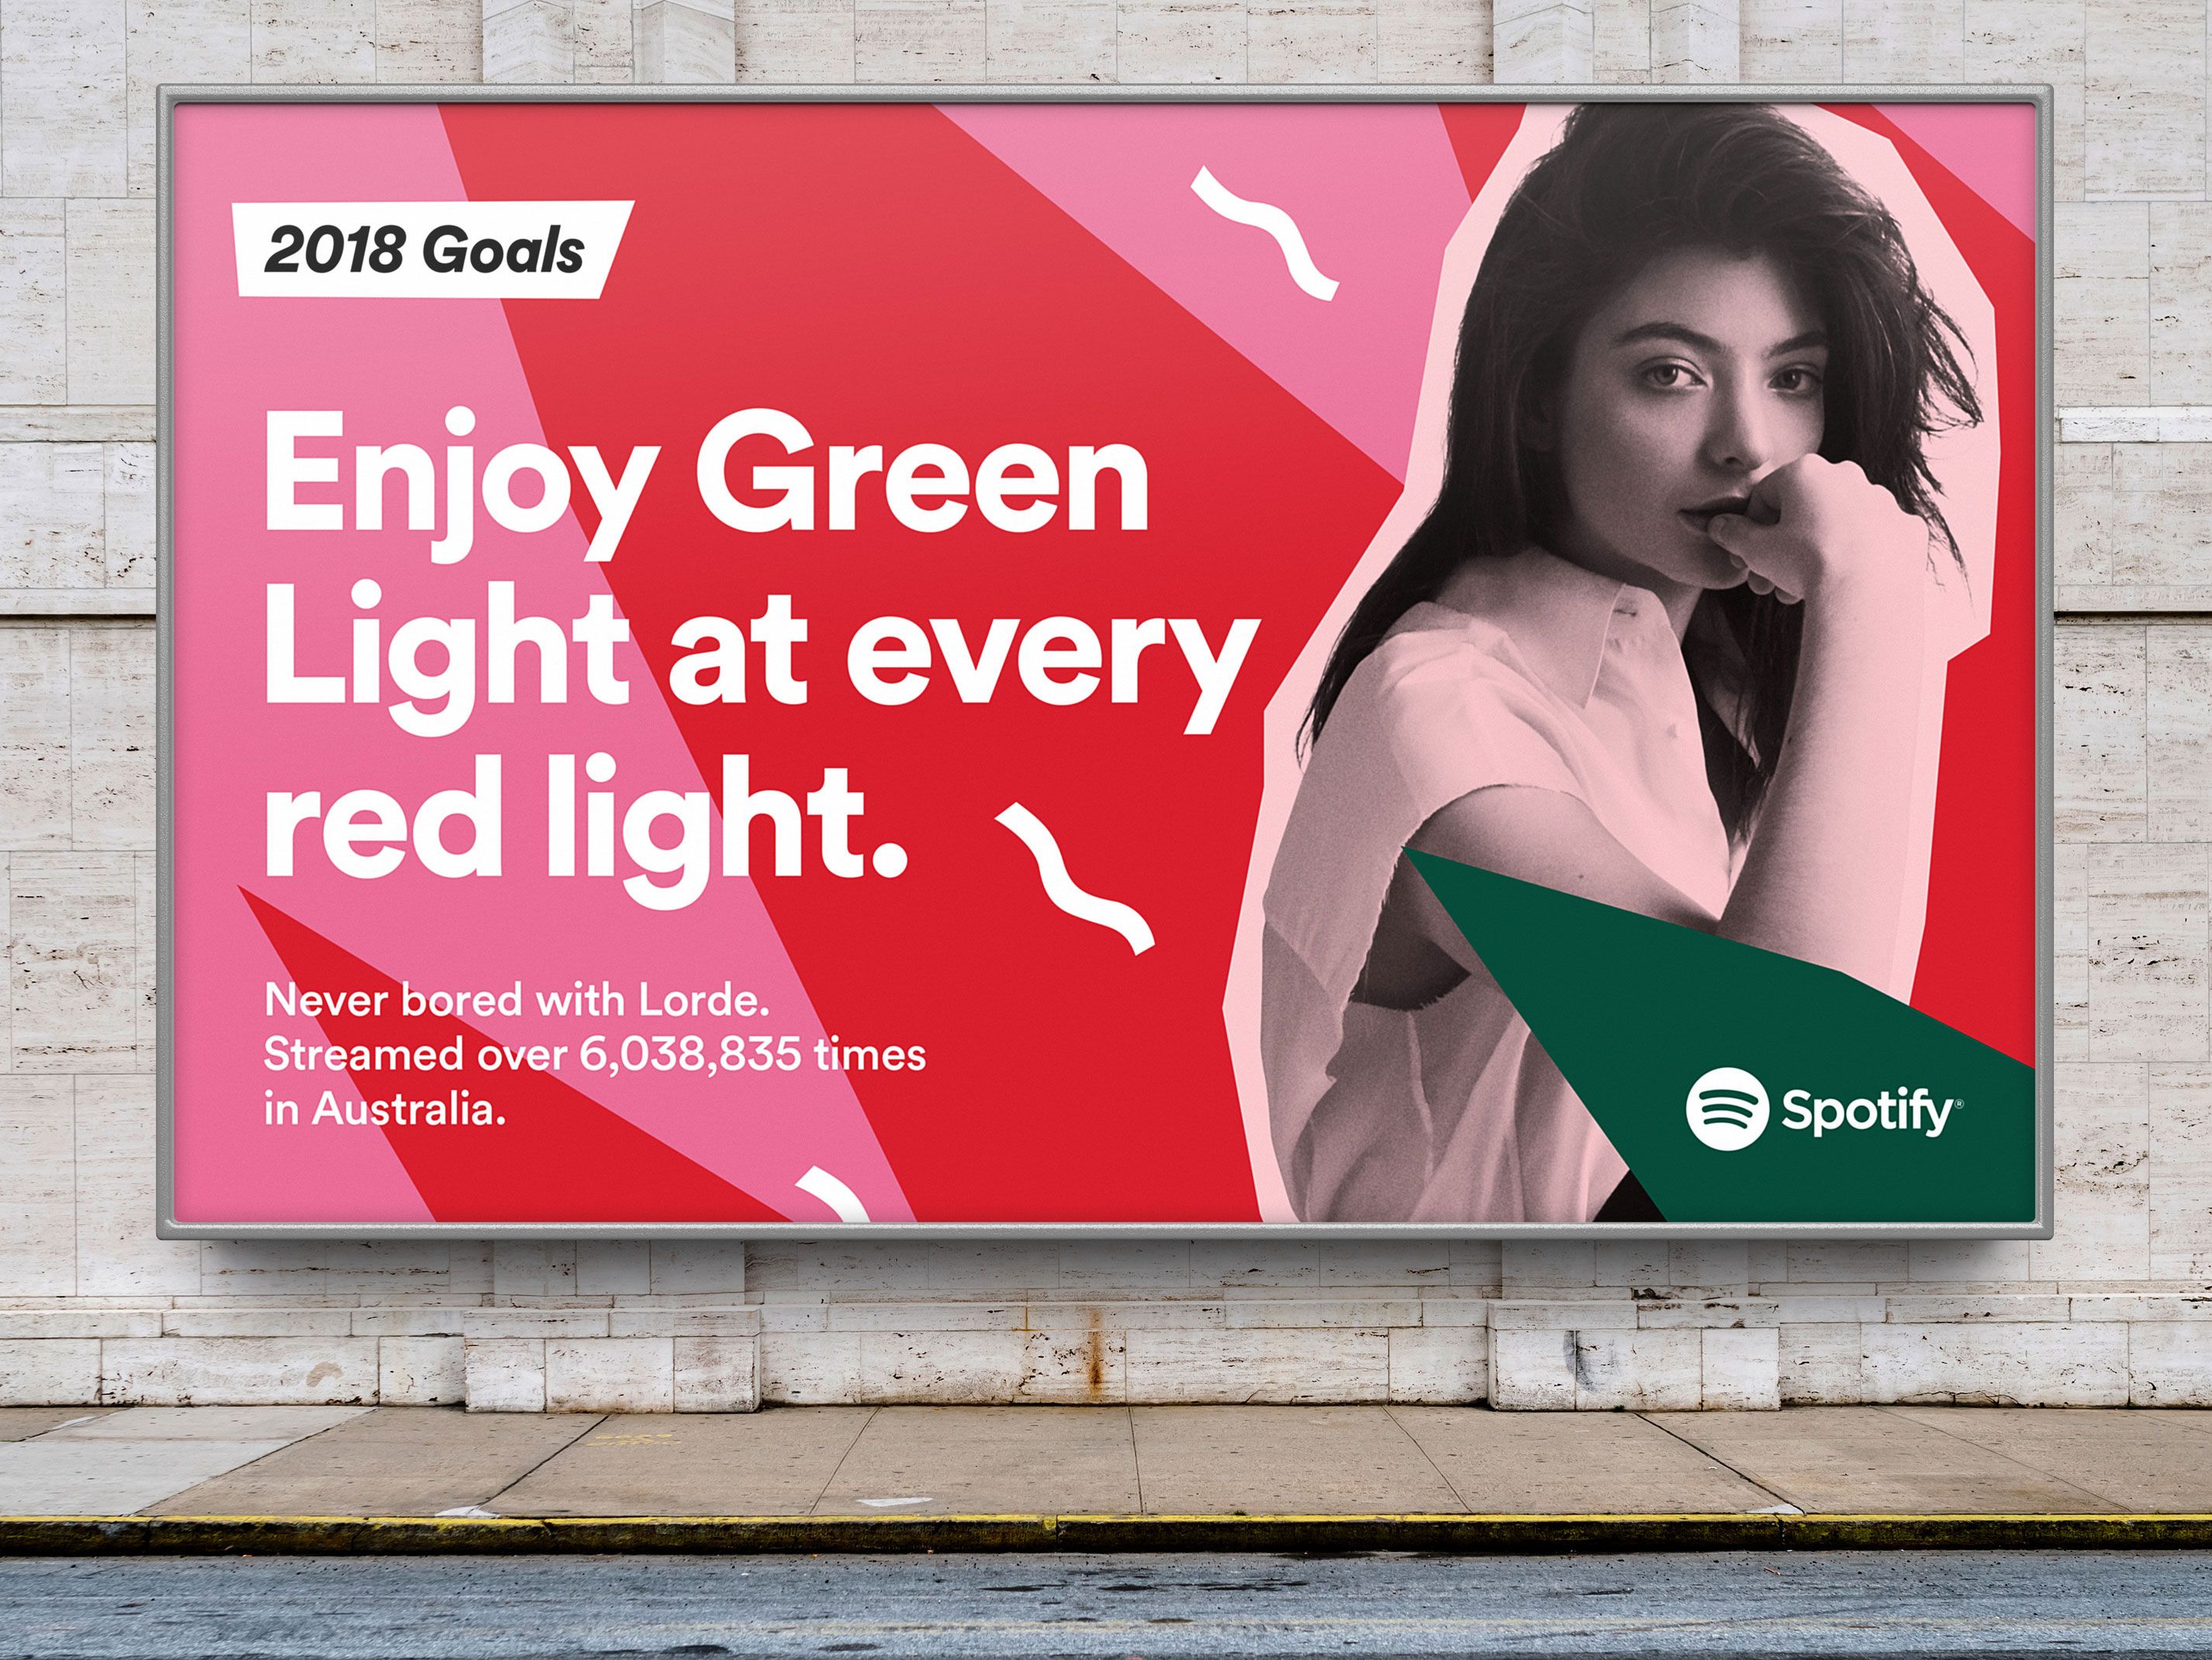 2018 Goals
Enjoy Green
Light at every
red light.
Never bored with Lorde.
Streamed over 6,038,835 times
in Australia.
Spotify®